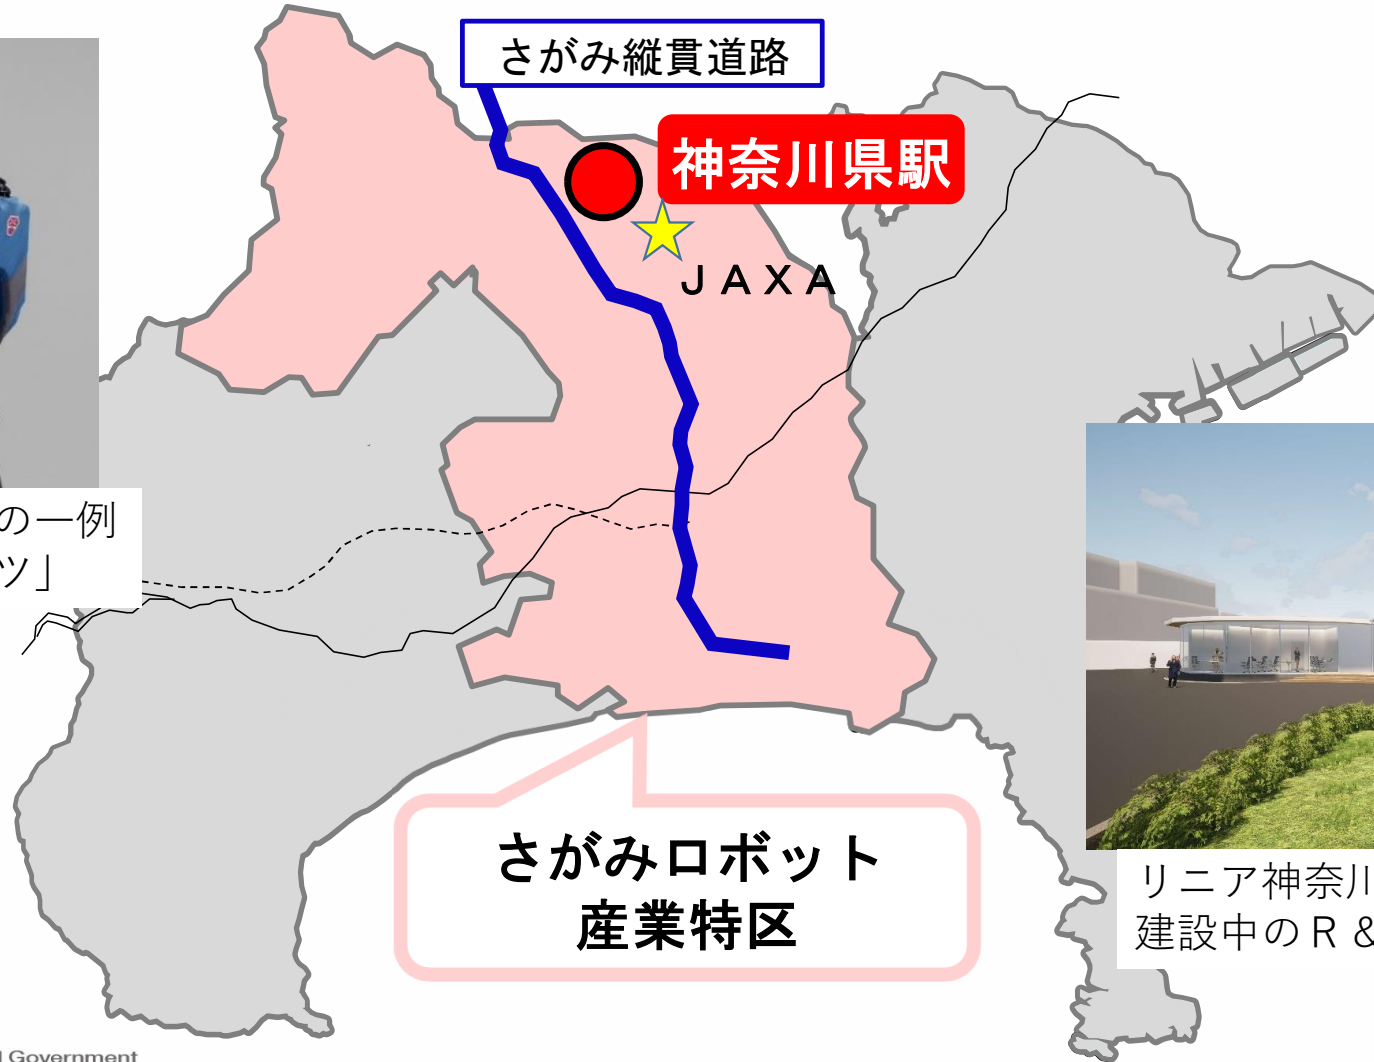 さがみ縦貫道路
神奈川県駅
ＪＡＸＡ
の一例
ツ」
さがみロボット
産業特区
リニア神奈川
建設中のＲ＆
Government